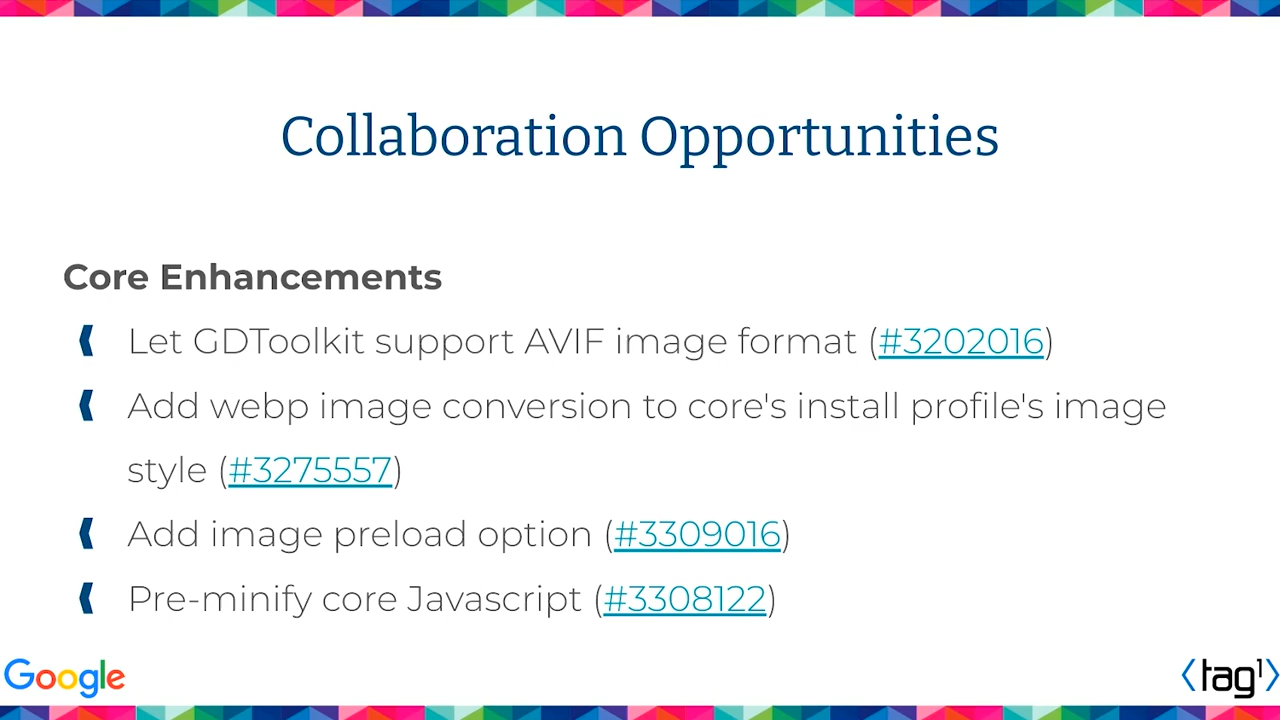 Collaboration Opportunities
Core Enhancements
Let GDToolkit support AVIF image format (#3202016)
Add webp image conversion to core's install profile's image
style (#3275557)
Add image preload option (#3309016)
Pre-minify core Javascript (#3308122)
Google
<tag1>